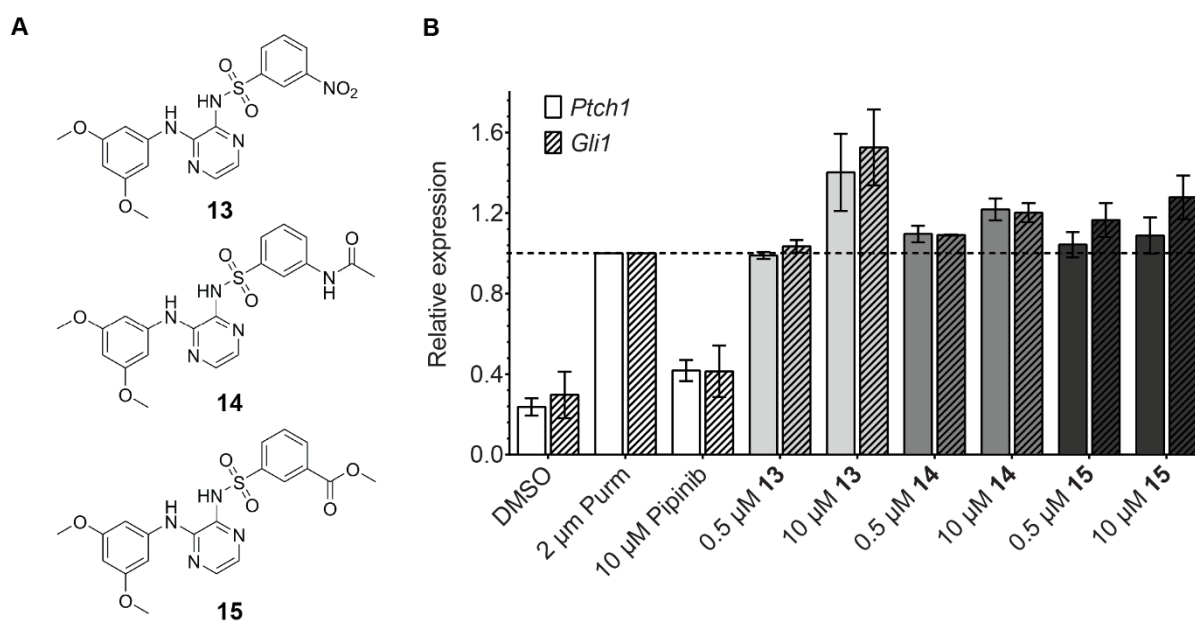 A
O
S
O
HN
NO2
H
N
N
N
O
O
13
O
S
O
HN
O
N
H
H
N
N
N
O
O
14
O
S
O
HN
O
O
H
N
N
N
O
O
15
B
Ptch1
Gli1
Relative expression
1.6
1.2
0.8
0.4
0.0
DMSO
2 µm Purm
10 µM Pipinib
0.5 µM 13
10 µM 13
0.5 µM 14
10 µM 14
0.5 µM 15
10 µM 15